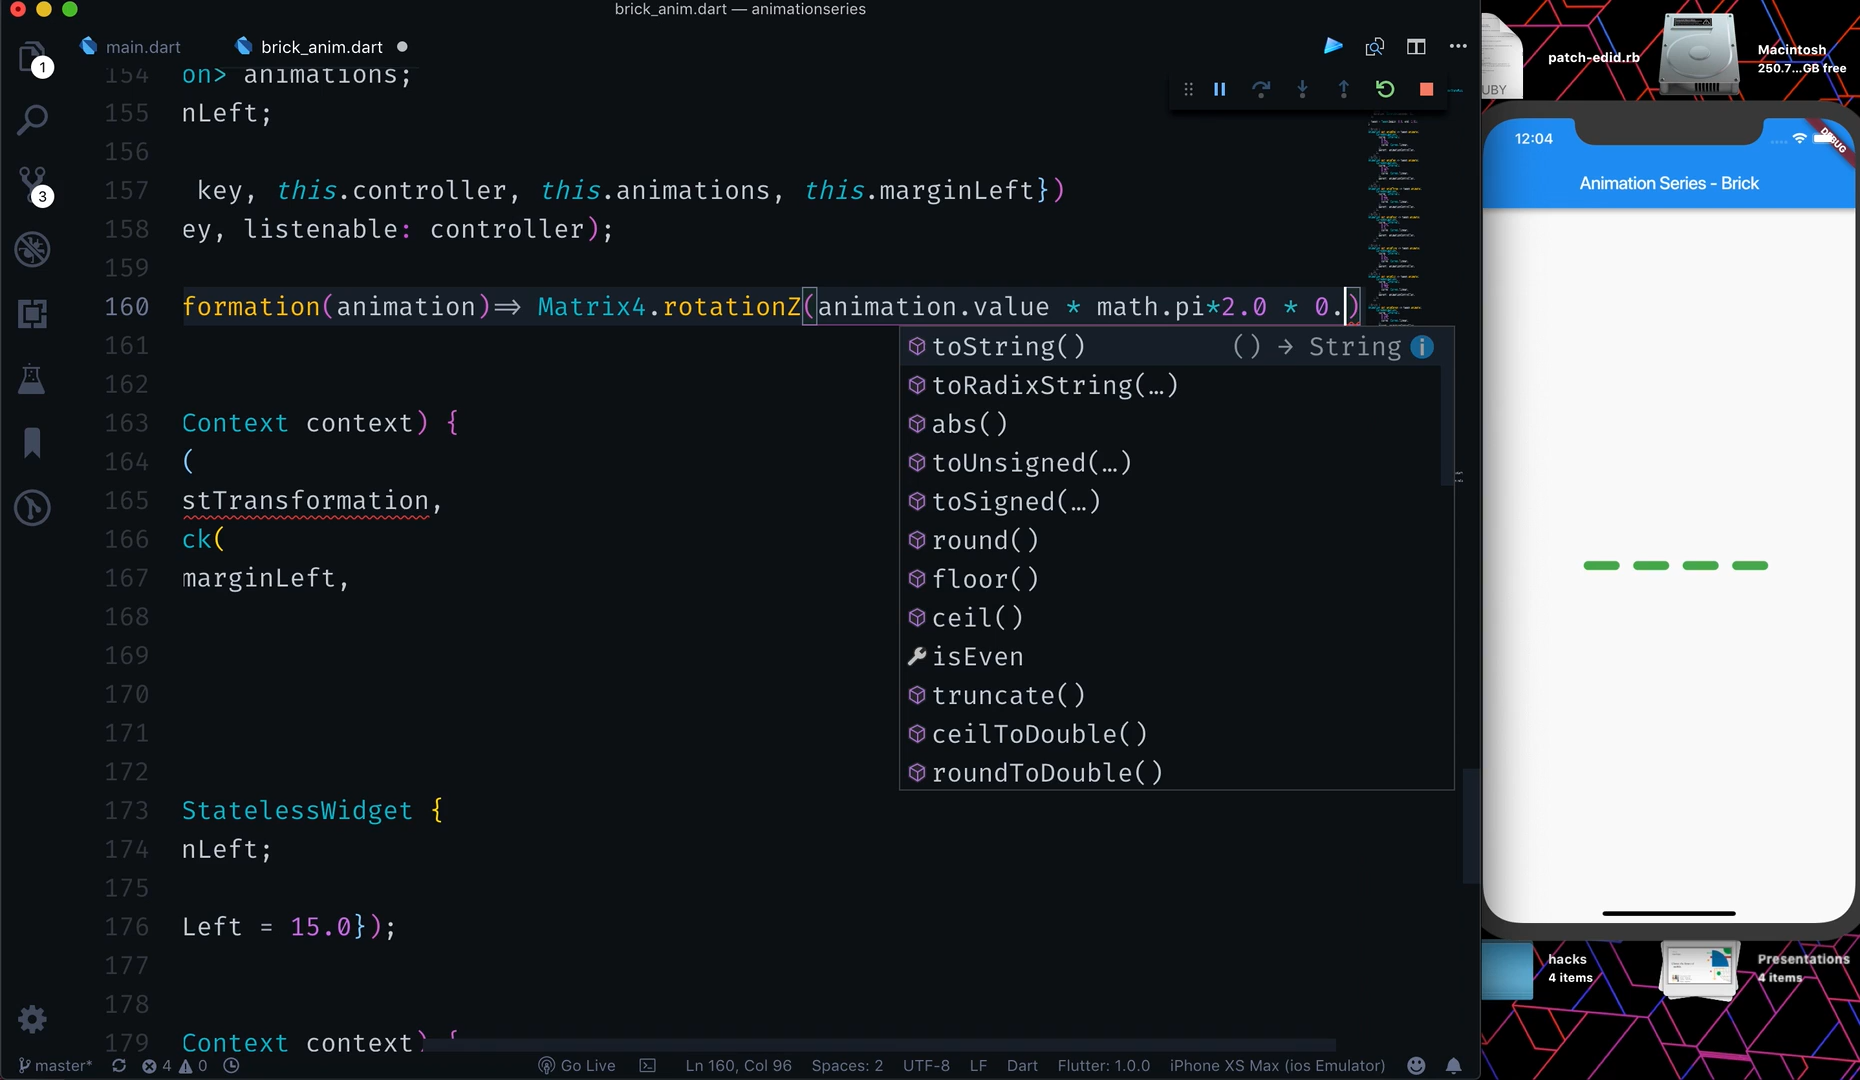 brick_anim.dart — animationseries
main.dart
brick_anim.dart
1
3
154 on> animations;
155 nLeft;
156
157 key, this.controller, this.animations, this.marginLeft})
158 ey, listenable: controller);
159
160 formation(animation)=> Matrix4.rotationZ(animation.value * math.pi*2.0 * 0.)
161
162
163 Context context) {
164 (
165 stTransformation,
166 ck(
167 marginLeft,
168
169
170
171
172
173 StatelessWidget {
174 nLeft;
175
176 Left = 15.0});
177
178
179 Context context) {
toString() () → String
toRadixString(…)
abs()
toUnsigned(…)
toSigned(…)
round()
floor()
ceil()
isEven
truncate()
ceilToDouble()
roundToDouble()
master* 4 0 Go Live Ln 160, Col 96 Spaces: 2 UTF-8 LF Dart Flutter: 1.0.0 iPhone XS Max (ios Emulator)
UBY
patch-edid.rb
Macintosh
250.7...GB free
12:04
DEBUG
Animation Series - Brick
hacks
4 items
Presentations
4 items